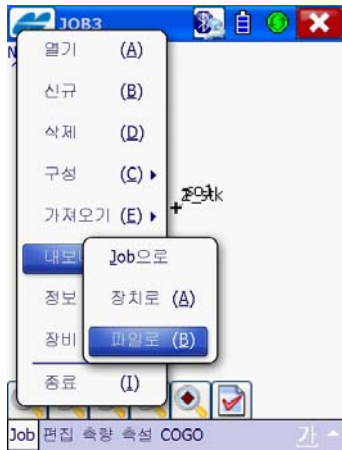 JOB3
열기 (A)
신규 (B)
삭제 (D)
구성 (C)
가져오기 (E)
내보
Job으로
정보
장치로 (A)
장비
파일로 (B)
종료 (I)
Job 편집 측량 측설 COGO 가